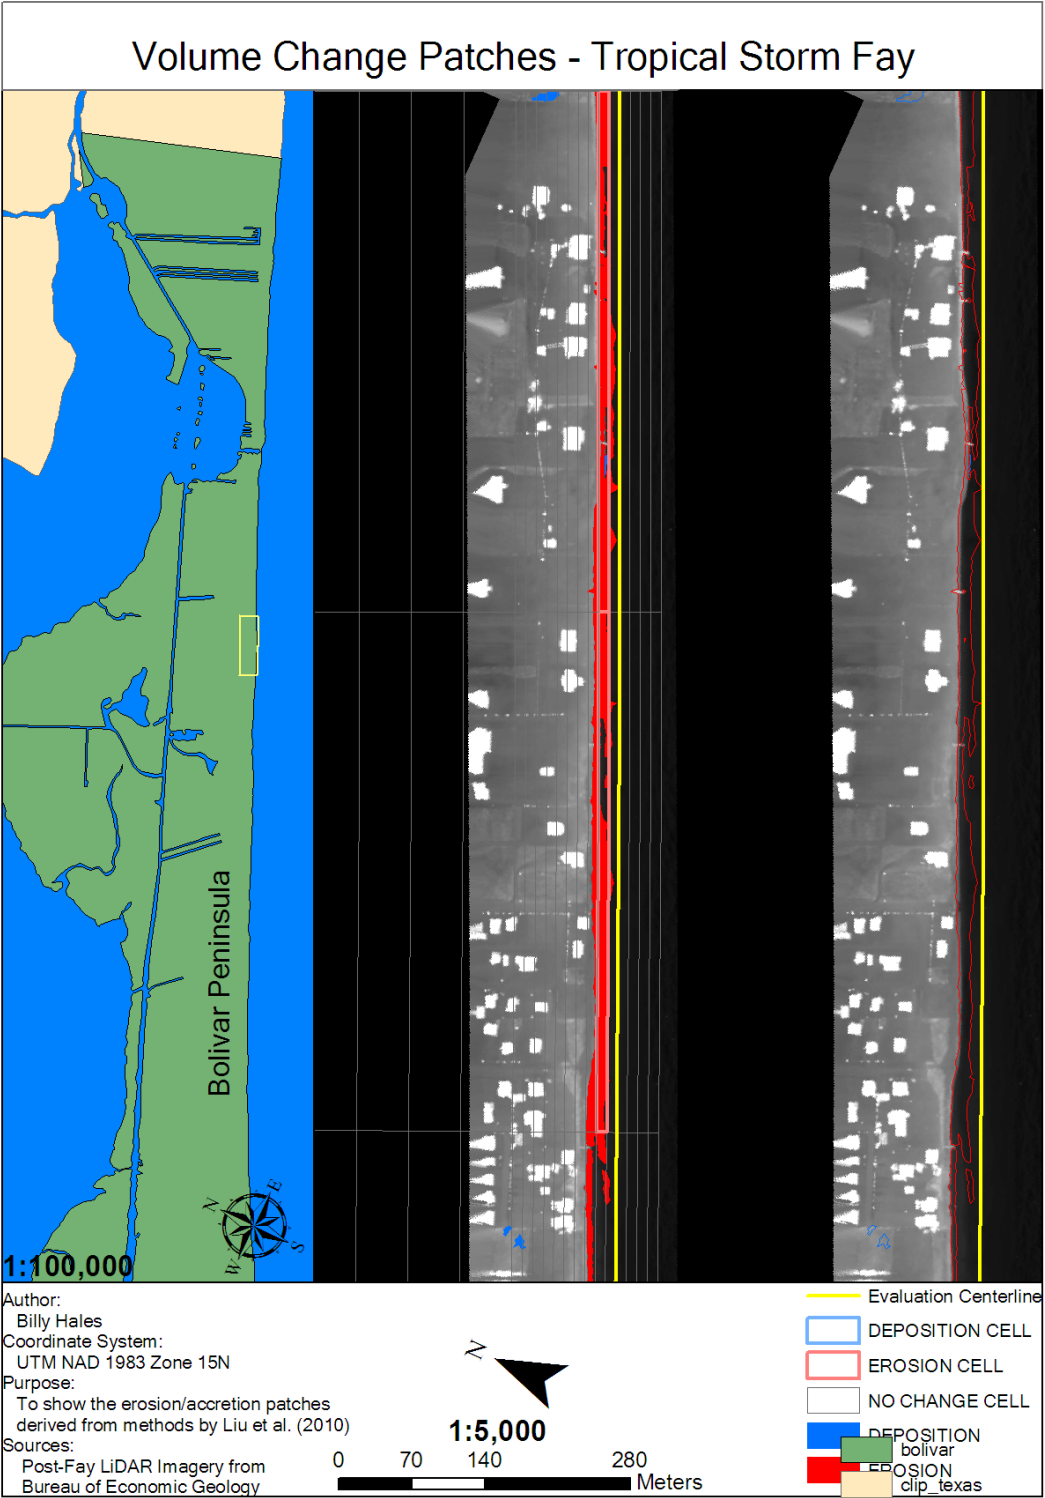 Volume Change Patches - Tropical Storm Fay
Bolivar Peninsula
N
E
S
W
1:100,000
Author:
Billy Hales
Coordinate System:
UTM NAD 1983 Zone 15N
Purpose:
To show the erosion/accretion patches
derived from methods by Liu et al. (2010)
Sources:
Post-Fay LiDAR Imagery from
Bureau of Economic Geology
N
1:5,000
0 70 140 280
Meters
Evaluation Centerline
DEPOSITION CELL
EROSION CELL
NO CHANGE CELL
DEPOSITION
bolivar
EROSION
clip_texas